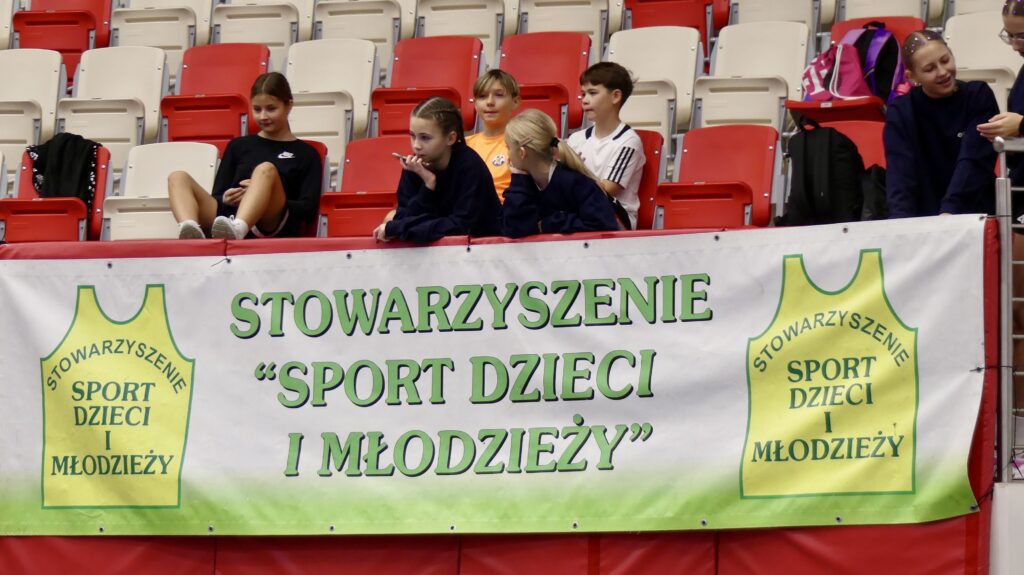 STOWARZYSZENIE
"SPORT DZIECI
I MŁODZIEŻY"
STOWARZYSZENIE
SPORT
DZIECI
I
MŁODZIEŻY
STOWARZYSZENIE
SPORT
DZIECI
I
MŁODZIEŻY